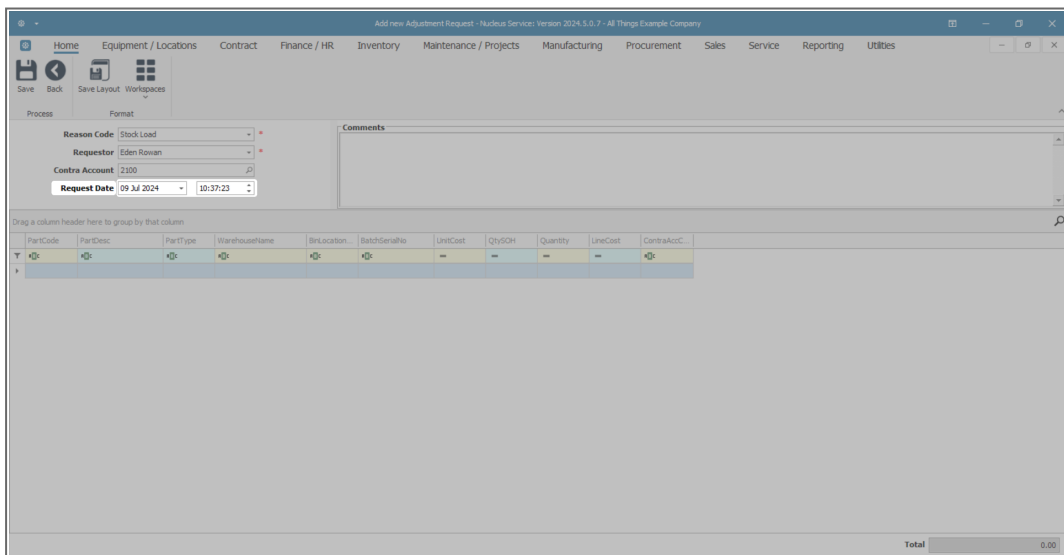 Add new Adjustment Request - Nucleus Service: Version 2024.5.0.7 - All Things Example Company
Home Equipment / Locations Contract Finance / HR Inventory Maintenance / Projects Manufacturing Procurement Sales Service Reporting Utilities
Save Back Save Layout Workspaces
Process Format
Reason Code Stock Load *
Requestor Eden Rowan *
Contra Account 2100
Request Date 09 Jul 2024 10:37:23
Comments
Drag a column header here to group by that column
PartCode PartDesc PartType WarehouseName BinLocation... BatchSerialNo UnitCost QtySOH Quantity LineCost ContraAccC...
Total 0.00